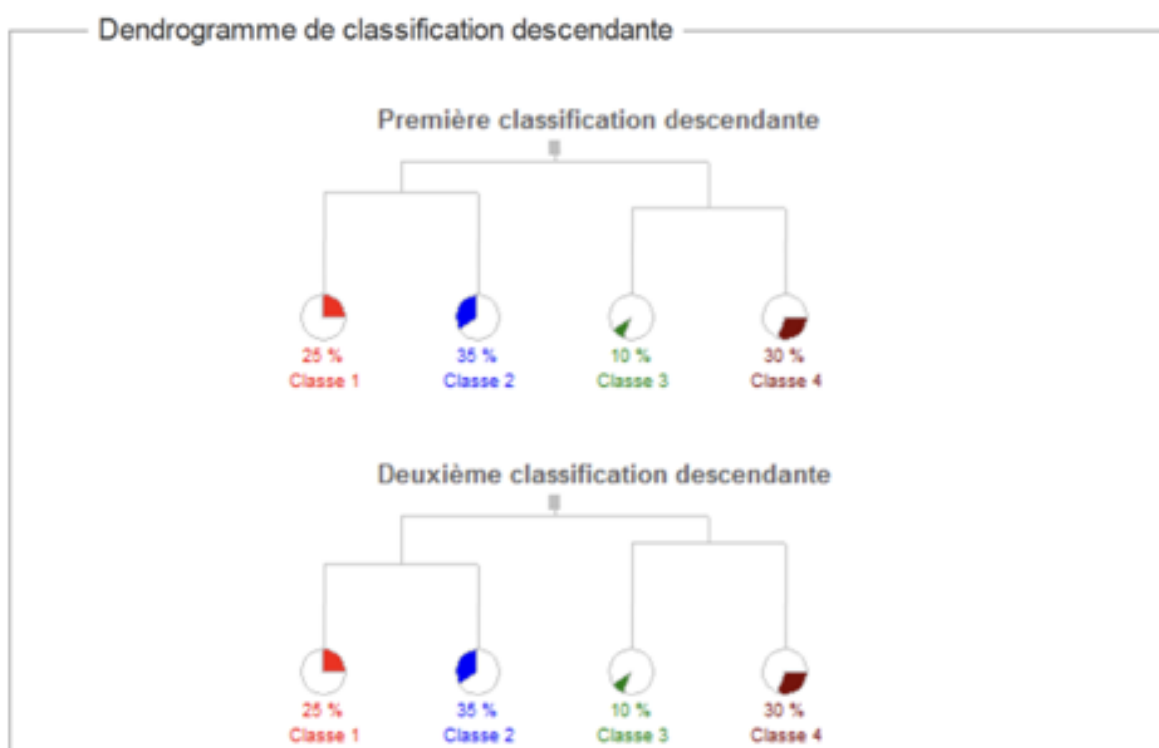 Dendrogramme de classification descendante
Première classification descendante
25 % 35 % 10 % 30 %
Classe 1 Classe 2 Classe 3 Classe 4
Deuxième classification descendante
25 % 35 % 10 % 30 %
Classe 1 Classe 2 Classe 3 Classe 4